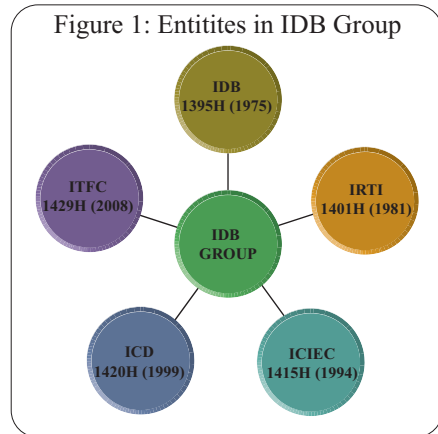 Figure 1: Entitites in IDB Group
IDB
1395H (1975)
ITFC
1429H (2008)
IRTI
1401H (1981)
IDB
GROUP
ICD
1420H (1999)
ICIEC
1415H (1994)